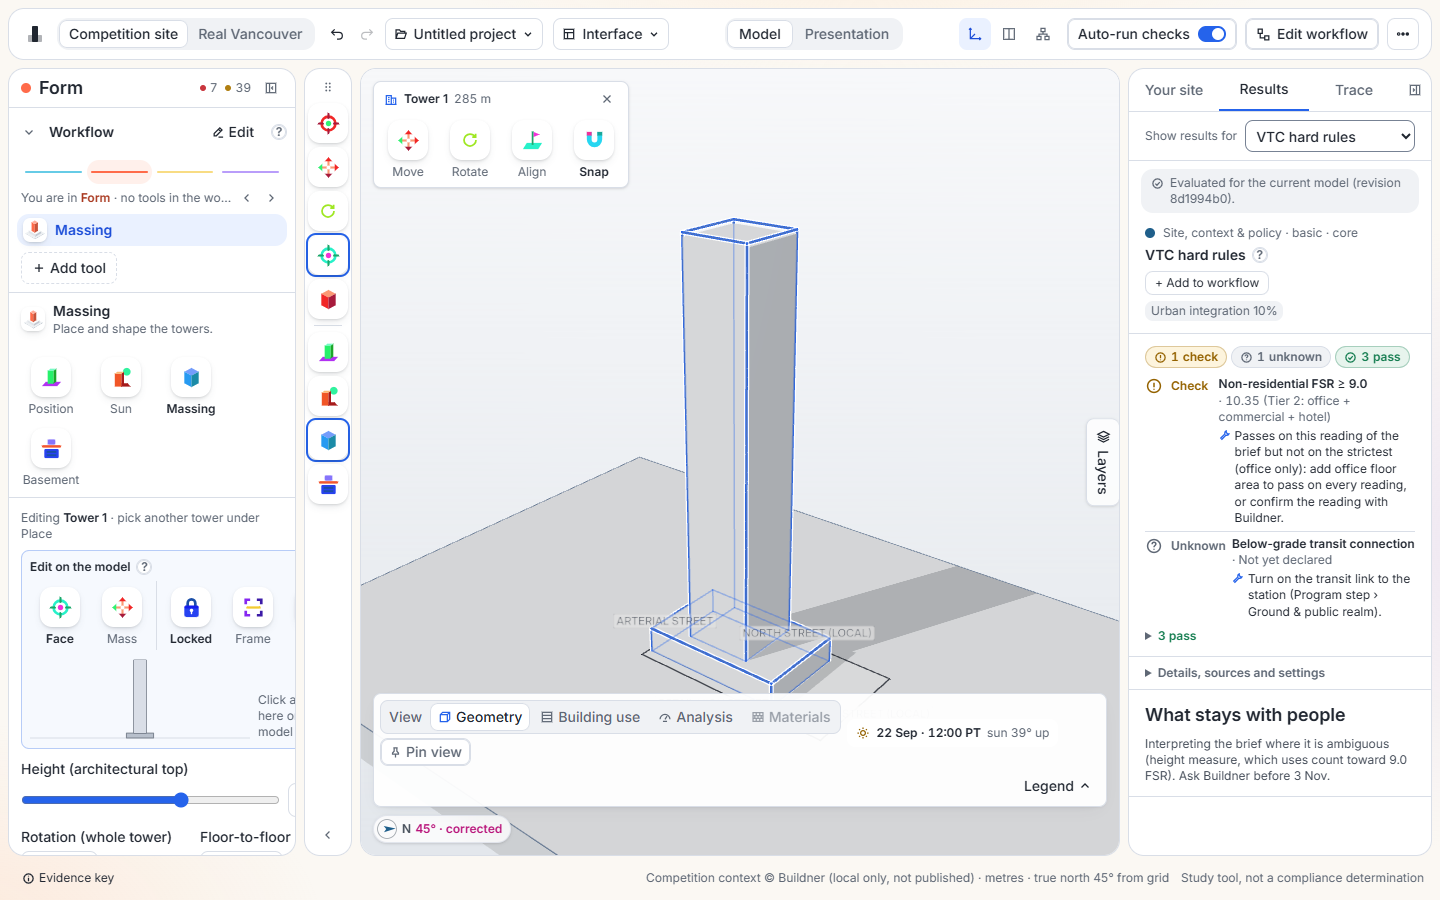 Competition site
Real Vancouver
Untitled project
Interface
Model
Presentation
Auto-run checks
Edit workflow
Form
7
39
Workflow
Edit
?
You are in Form · no tools in the wo...
Massing
+ Add tool
Massing
Place and shape the towers.
Position
Sun
Massing
Basement
Editing Tower 1 · pick another tower under
Place
Edit on the model
?
Face
Mass
Locked
Frame
Click a
here o
model
Height (architectural top)
Rotation (whole tower)
Floor-to-floor
Tower 1 285 m
Move
Rotate
Align
Snap
ARTERIAL STREET
NORTH STREET (LOCAL)
Layers
View
Geometry
Building use
Analysis
Materials
Pin view
22 Sep · 12:00 PT sun 39° up
Legend
N 45° · corrected
Your site
Results
Trace
Show results for
VTC hard rules
Evaluated for the current model (revision
8d1994b0).
Site, context & policy · basic · core
VTC hard rules
?
+ Add to workflow
Urban integration 10%
1 check
1 unknown
3 pass
Check
Non-residential FSR ≥ 9.0
· 10.35 (Tier 2: office +
commercial + hotel)
Passes on this reading of the
brief but not on the strictest
(office only): add office floor
area to pass on every reading,
or confirm the reading with
Buildner.
Unknown
Below-grade transit connection
· Not yet declared
Turn on the transit link to the
station (Program step ›
Ground & public realm).
3 pass
Details, sources and settings
What stays with people
Interpreting the brief where it is ambiguous
(height measure, which uses count toward 9.0
FSR). Ask Buildner before 3 Nov.
Evidence key
Competition context © Buildner (local only, not published) · metres · true north 45° from grid
Study tool, not a compliance determination